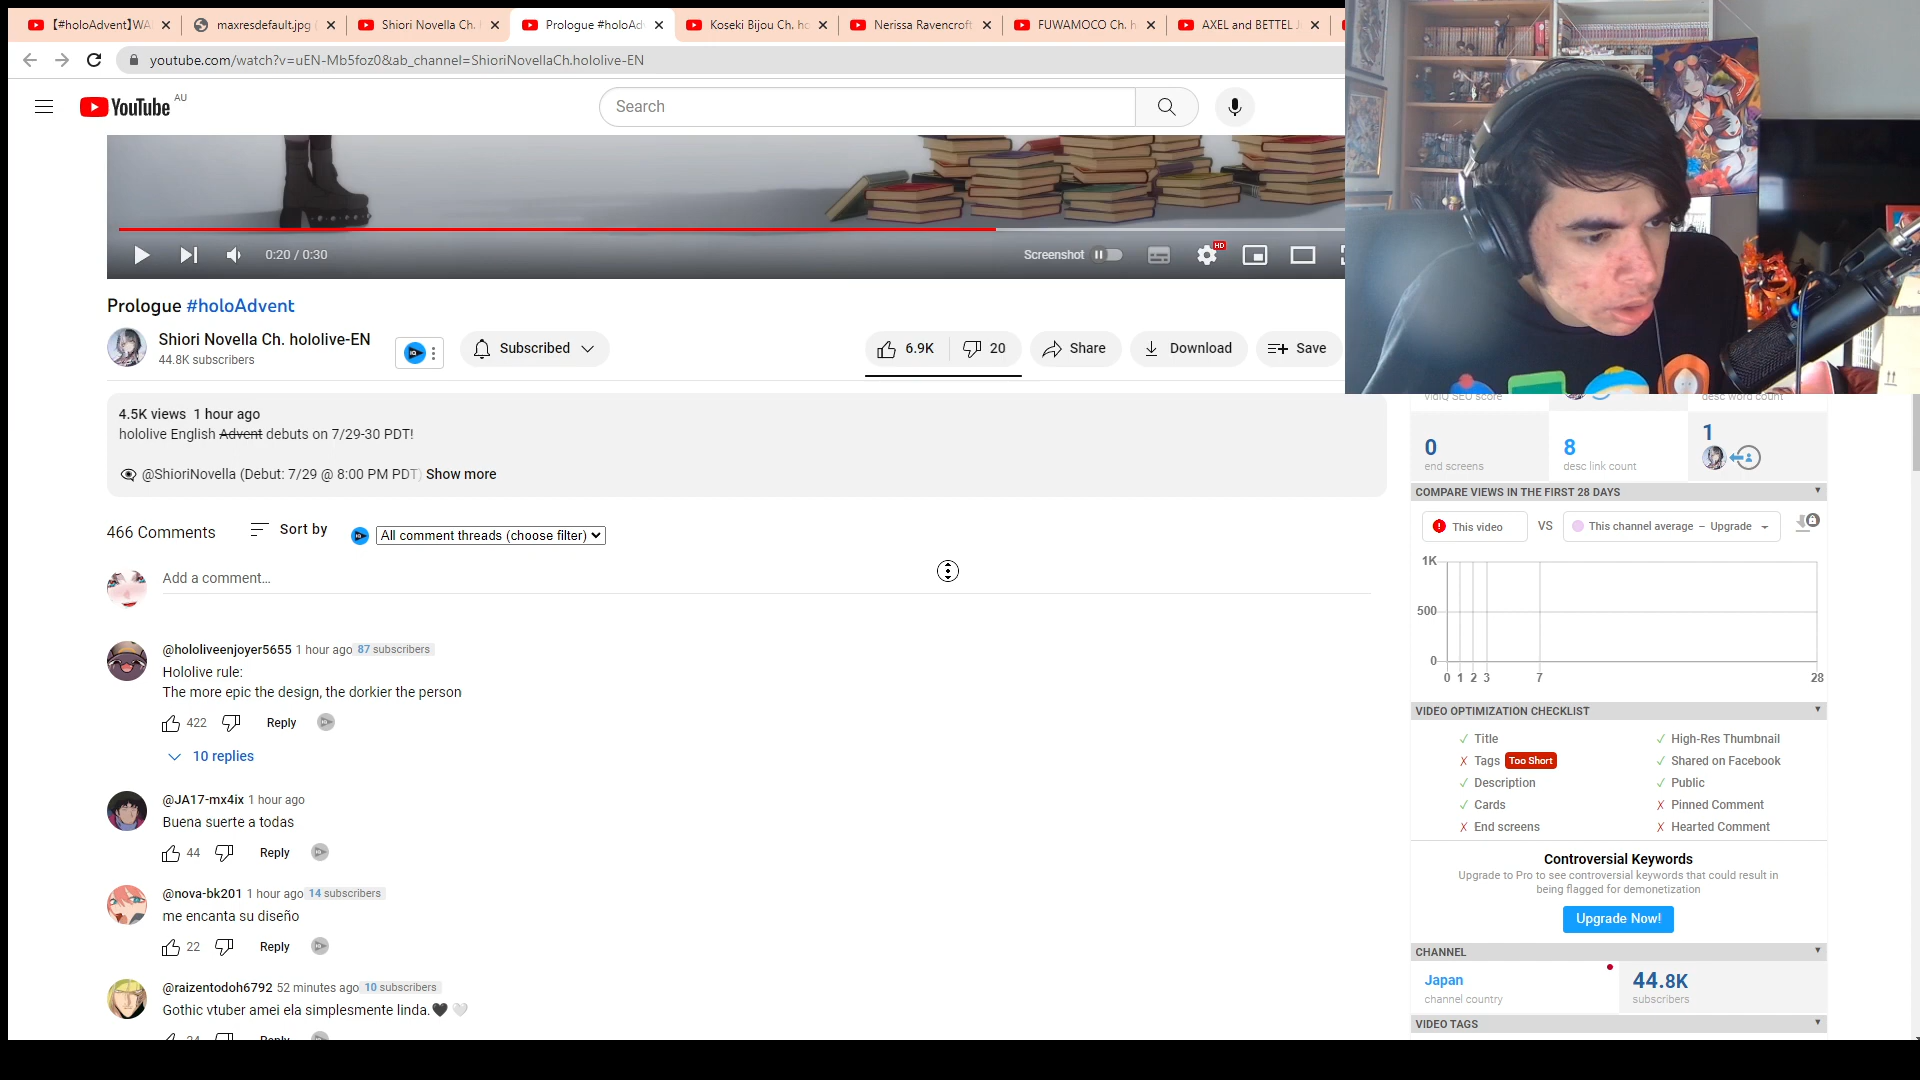 【#holoAdvent】WA
maxresdefault.jpg (
Shiori Novella Ch.
Prologue #holoAd
Koseki Bijou Ch. ho
Nerissa Ravencroft
FUWAMOCO Ch. h
AXEL and BETTEL J
youtube.com/watch?v=uEN-Mb5foz0&ab_channel=ShioriNovellaCh.hololive-EN
YouTube AU
Search
0:20 / 0:30
Screenshot
HD
Prologue #holoAdvent
Shiori Novella Ch. hololive-EN
44.8K subscribers
Subscribed
6.9K
20
Share
Download
Save
4.5K views 1 hour ago
hololive English Advent debuts on 7/29-30 PDT!
@ShioriNovella (Debut: 7/29 @ 8:00 PM PDT) Show more
466 Comments
Sort by
All comment threads (choose filter)
Add a comment...
@hololiveenjoyer5655 1 hour ago 87 subscribers
Hololive rule:
The more epic the design, the dorkier the person
422
Reply
10 replies
@JA17-mx4ix 1 hour ago
Buena suerte a todas
44
Reply
@nova-bk201 1 hour ago 14 subscribers
me encanta su diseño
22
Reply
@raizentodoh6792 52 minutes ago 10 subscribers
Gothic vtuber amei ela simplesmente linda.🖤 🤍
24
Reply
vidIQ SEO score
desc word count
0
end screens
8
desc link count
1
COMPARE VIEWS IN THE FIRST 28 DAYS
This video
VS
This channel average – Upgrade
1K
500
0
0 1 2 3 7 28
VIDEO OPTIMIZATION CHECKLIST
✓ Title
✓ High-Res Thumbnail
✗ Tags Too Short
✓ Shared on Facebook
✓ Description
✓ Public
✓ Cards
✗ Pinned Comment
✗ End screens
✗ Hearted Comment
Controversial Keywords
Upgrade to Pro to see controversial keywords that could result in
being flagged for demonetization
Upgrade Now!
CHANNEL
Japan
channel country
44.8K
subscribers
VIDEO TAGS